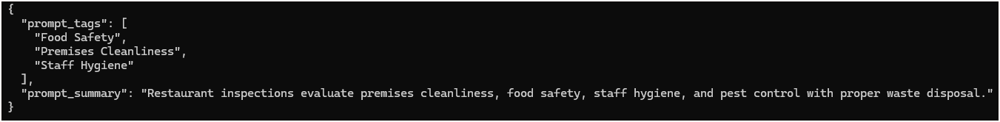 {
  "prompt_tags": [
    "Food Safety",
    "Premises Cleanliness",
    "Staff Hygiene"
  ],
  "prompt_summary": "Restaurant inspections evaluate premises cleanliness, food safety, staff hygiene, and pest control with proper waste disposal."
}